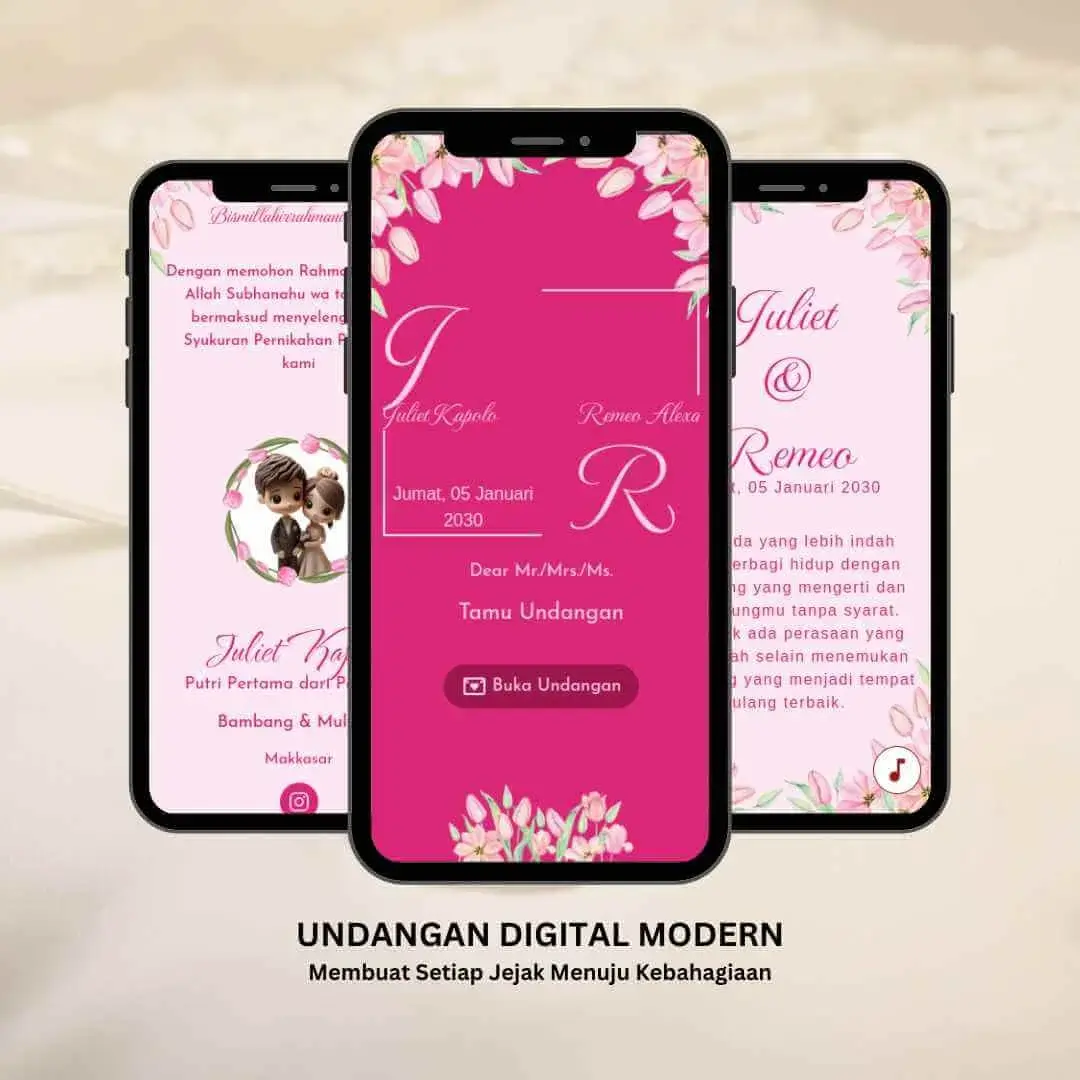 Bismillahirrahman
Dengan memohon Rahma
Allah Subhanahu wa ta
bermaksud menyeleng
Syukuran Pernikahan P
kami
Juliet Kap
Putri Pertama dari P
Bambang & Mul
Makkasar
J
Juliet Kapolo
Remeo Alexa
R
Jumat, 05 Januari
2030
Dear Mr./Mrs./Ms.
Tamu Undangan
Buka Undangan
Juliet
&
Remeo
t, 05 Januari 2030
da yang lebih indah
erbagi hidup dengan
ng yang mengerti dan
ungmu tanpa syarat.
k ada perasaan yang
ah selain menemukan
g yang menjadi tempat
ulang terbaik.
UNDANGAN DIGITAL MODERN
Membuat Setiap Jejak Menuju Kebahagiaan